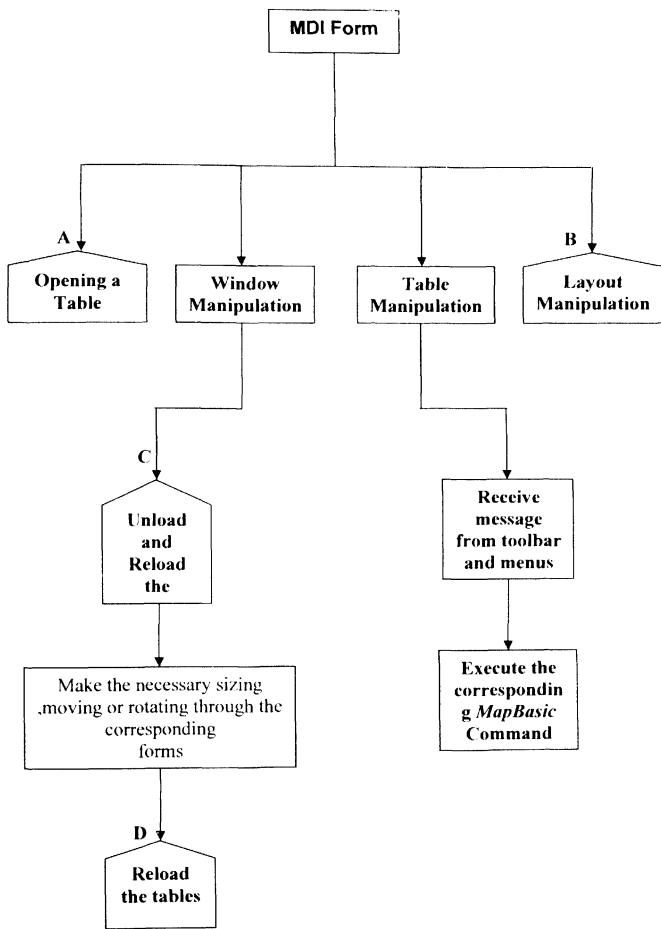 MDI Form
A
Opening a
Table
Window
Manipulation
Table
Manipulation
B
Layout
Manipulation
C
Unload
and
Reload
the
Receive
message
from toolbar
and menus
Make the necessary sizing
,moving or rotating through the
corresponding
forms
Execute the
correspondin
g MapBasic
Command
D
Reload
the tables